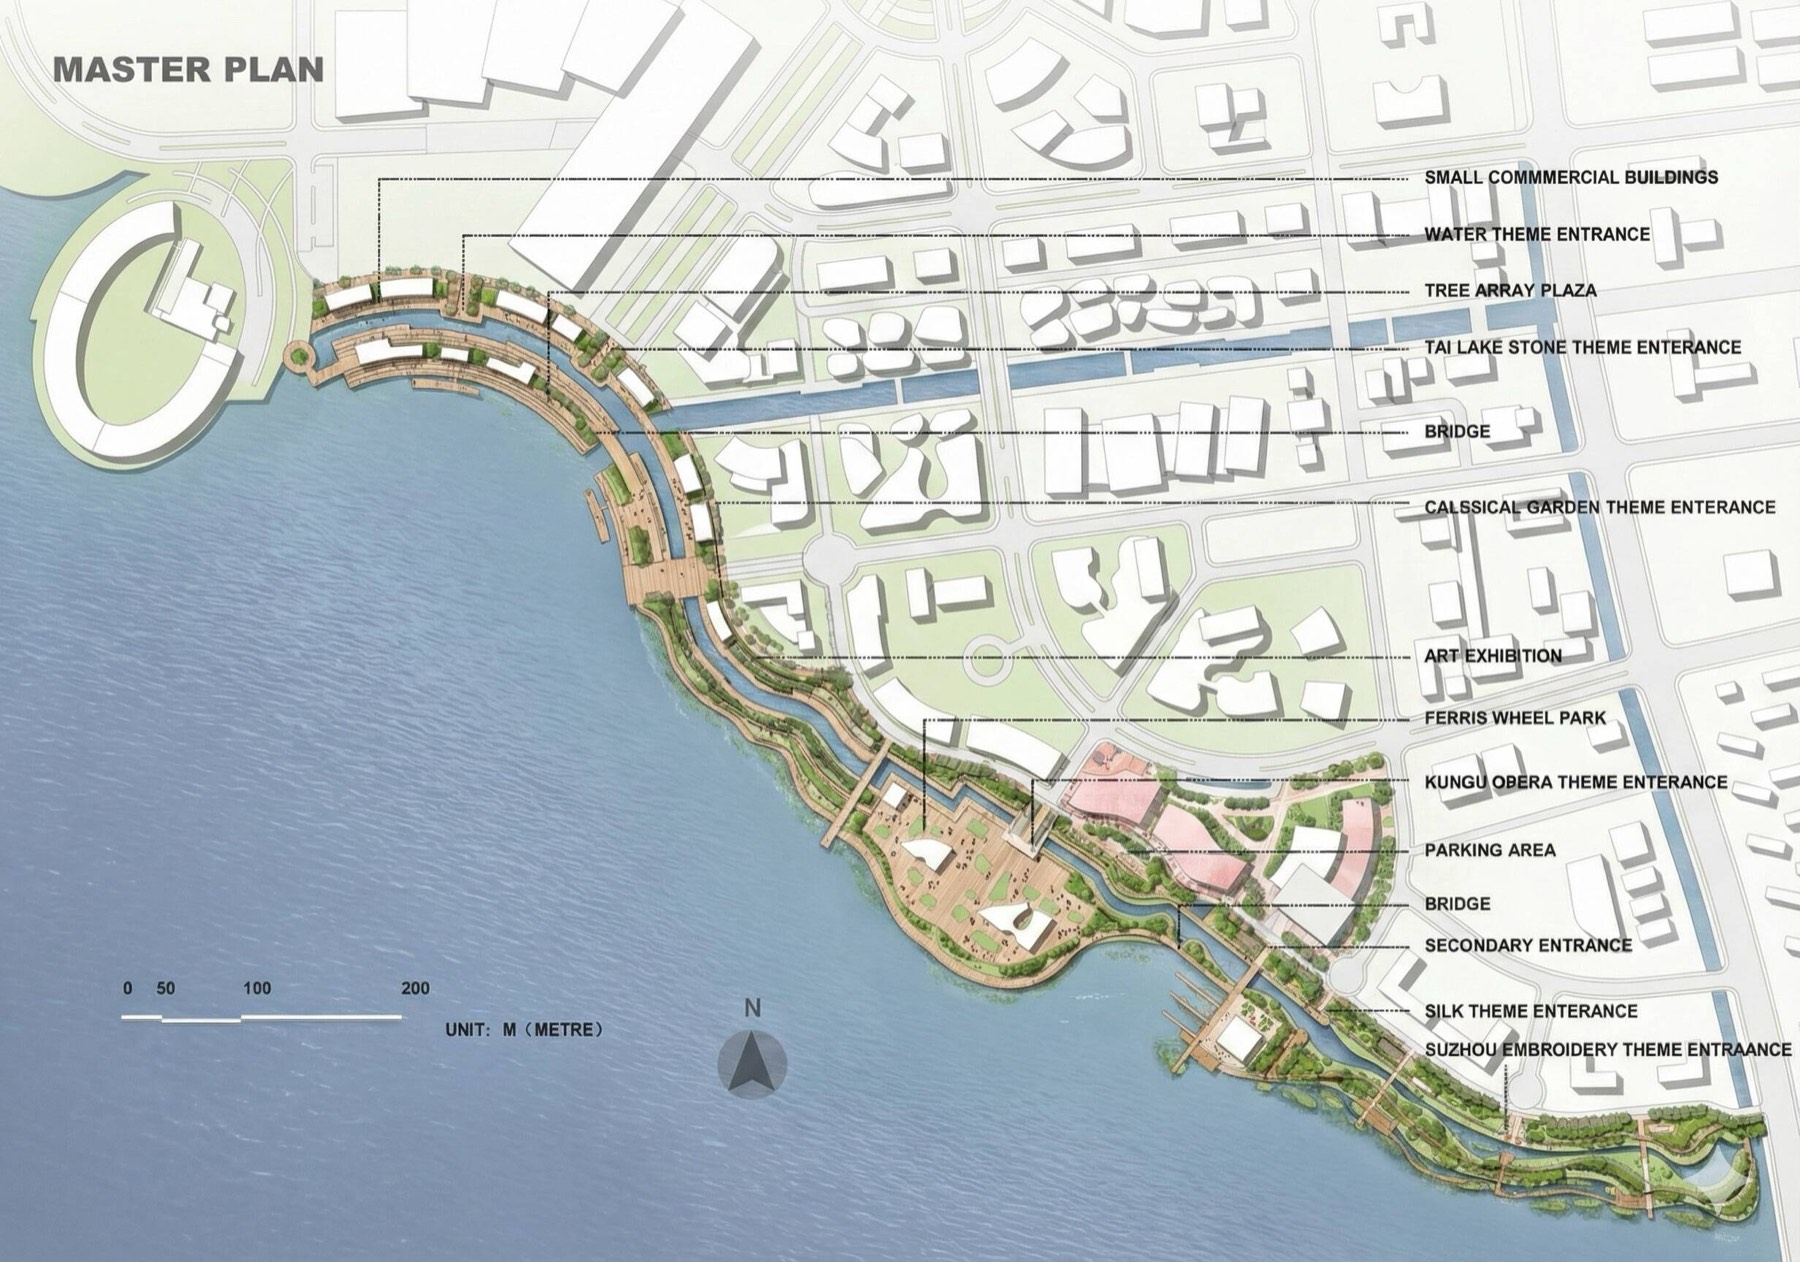 MASTER PLAN
SMALL COMMMERCIAL BUILDINGS
WATER THEME ENTRANCE
TREE ARRAY PLAZA
TAI LAKE STONE THEME ENTERANCE
BRIDGE
CALSSICAL GARDEN THEME ENTERANCE
ART EXHIBITION
FERRIS WHEEL PARK
KUNGU OPERA THEME ENTERANCE
PARKING AREA
BRIDGE
SECONDARY ENTRANCE
SILK THEME ENTERANCE
SUZHOU EMBROIDERY THEME ENTRAANCE
0 50 100 200
UNIT: M（METRE）
N